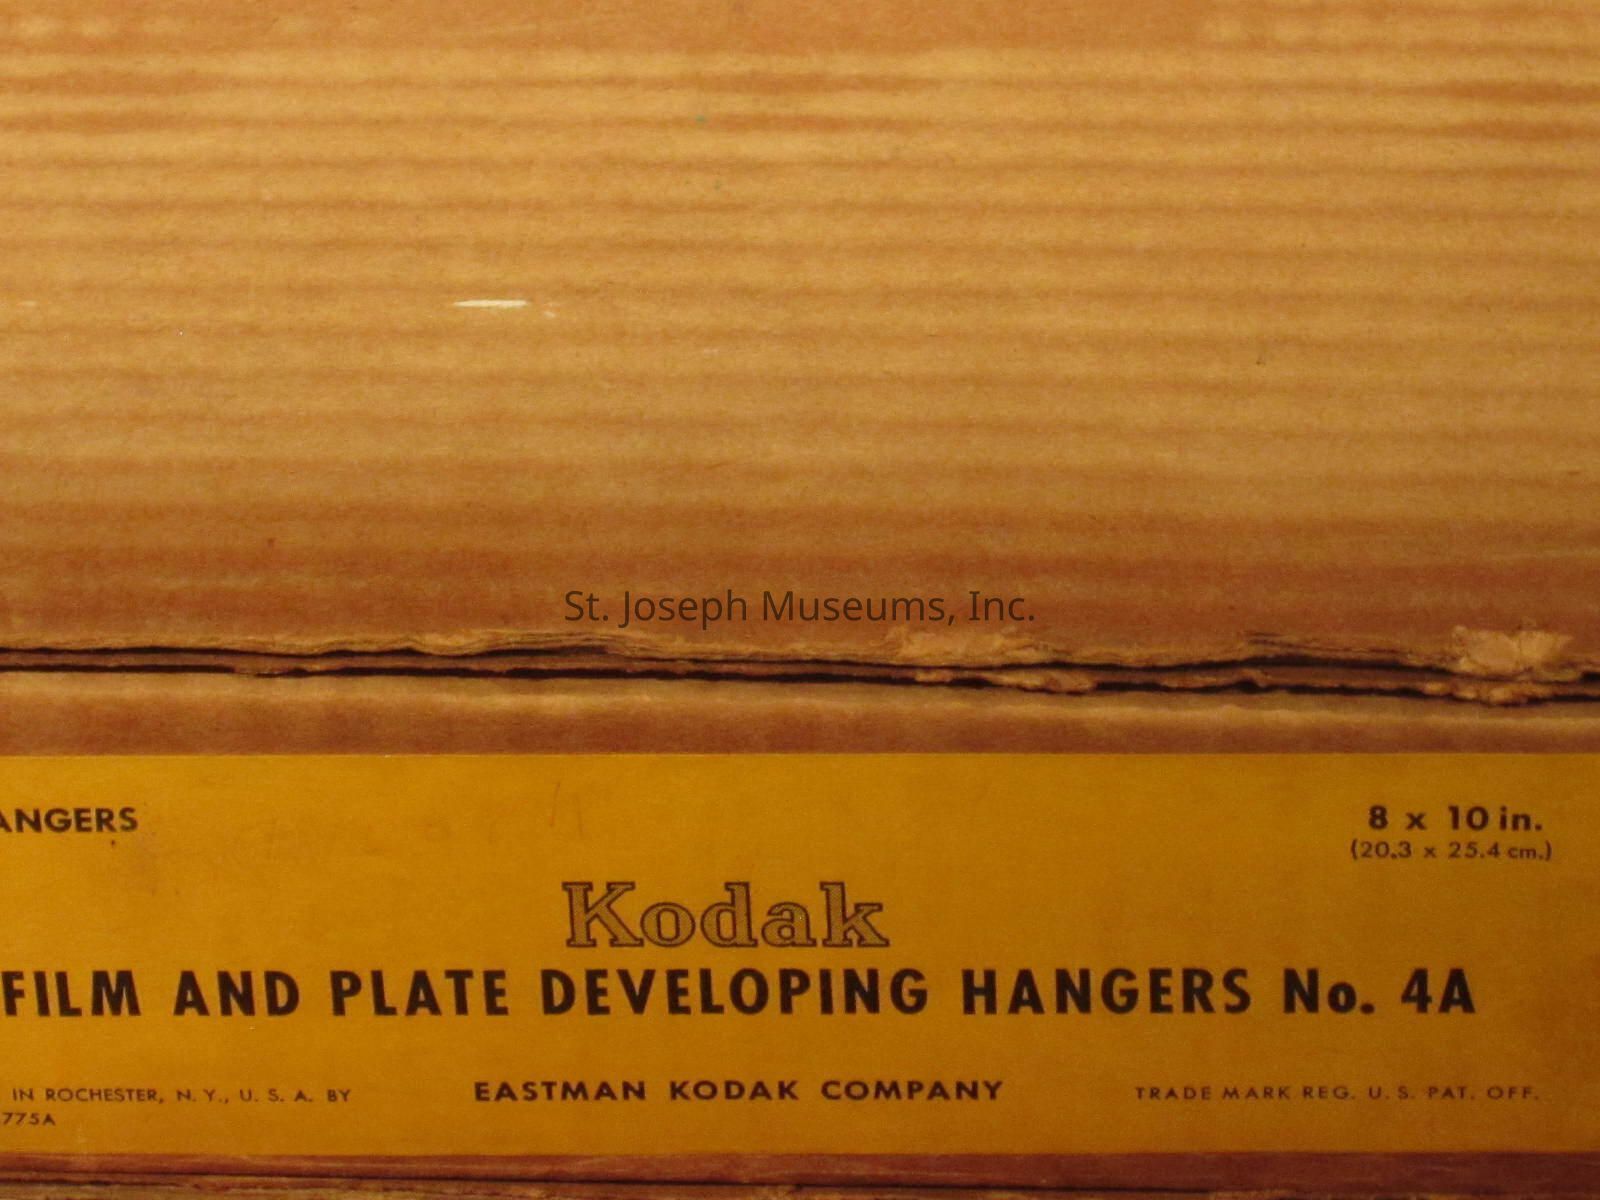 St. Joseph Museums, Inc.
ANGERS
8 x 10 in.
(20.3 x 25.4 cm.)
Kodak
FILM AND PLATE DEVELOPING HANGERS No. 4A
IN ROCHESTER, N. Y., U. S. A. BY
EASTMAN KODAK COMPANY
TRADE MARK REG. U. S. PAT. OFF.
775A